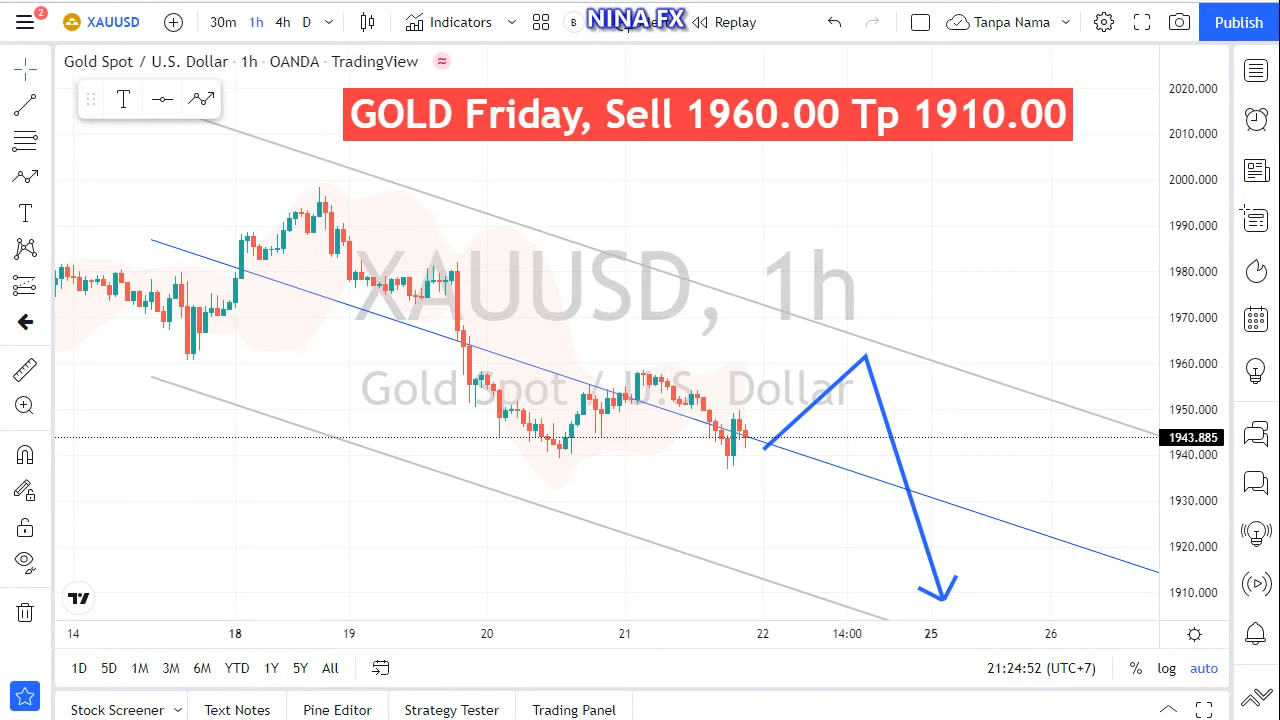 2
XAUUSD
30m 1h 4h D
Indicators
B
NINA FX
Replay
Tanpa Nama
Publish
Gold Spot / U.S. Dollar · 1h · OANDA · TradingView
T
GOLD Friday, Sell 1960.00 Tp 1910.00
XAUUSD, 1h
Gold Spot / U.S. Dollar
2020.000
2010.000
2000.000
1990.000
1980.000
1970.000
1960.000
1950.000
1943.885
1940.000
1930.000
1920.000
1910.000
14 18 19 20 21 22 14:00 25 26
1D 5D 1M 3M 6M YTD 1Y 5Y All
21:24:52 (UTC+7) % log auto
Stock Screener Text Notes Pine Editor Strategy Tester Trading Panel